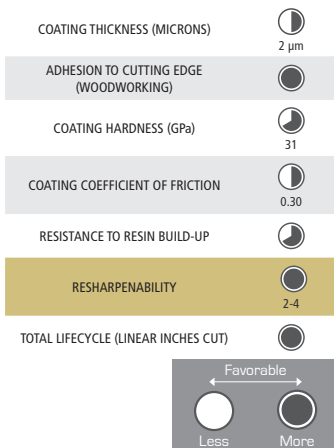 COATING THICKNESS (MICRONS)
2 µm
ADHESION TO CUTTING EDGE
(WOODWORKING)
COATING HARDNESS (GPa)
31
COATING COEFFICIENT OF FRICTION
0.30
RESISTANCE TO RESIN BUILD-UP
RESHARPENABILITY
2-4
TOTAL LIFECYCLE (LINEAR INCHES CUT)
Favorable
Less More